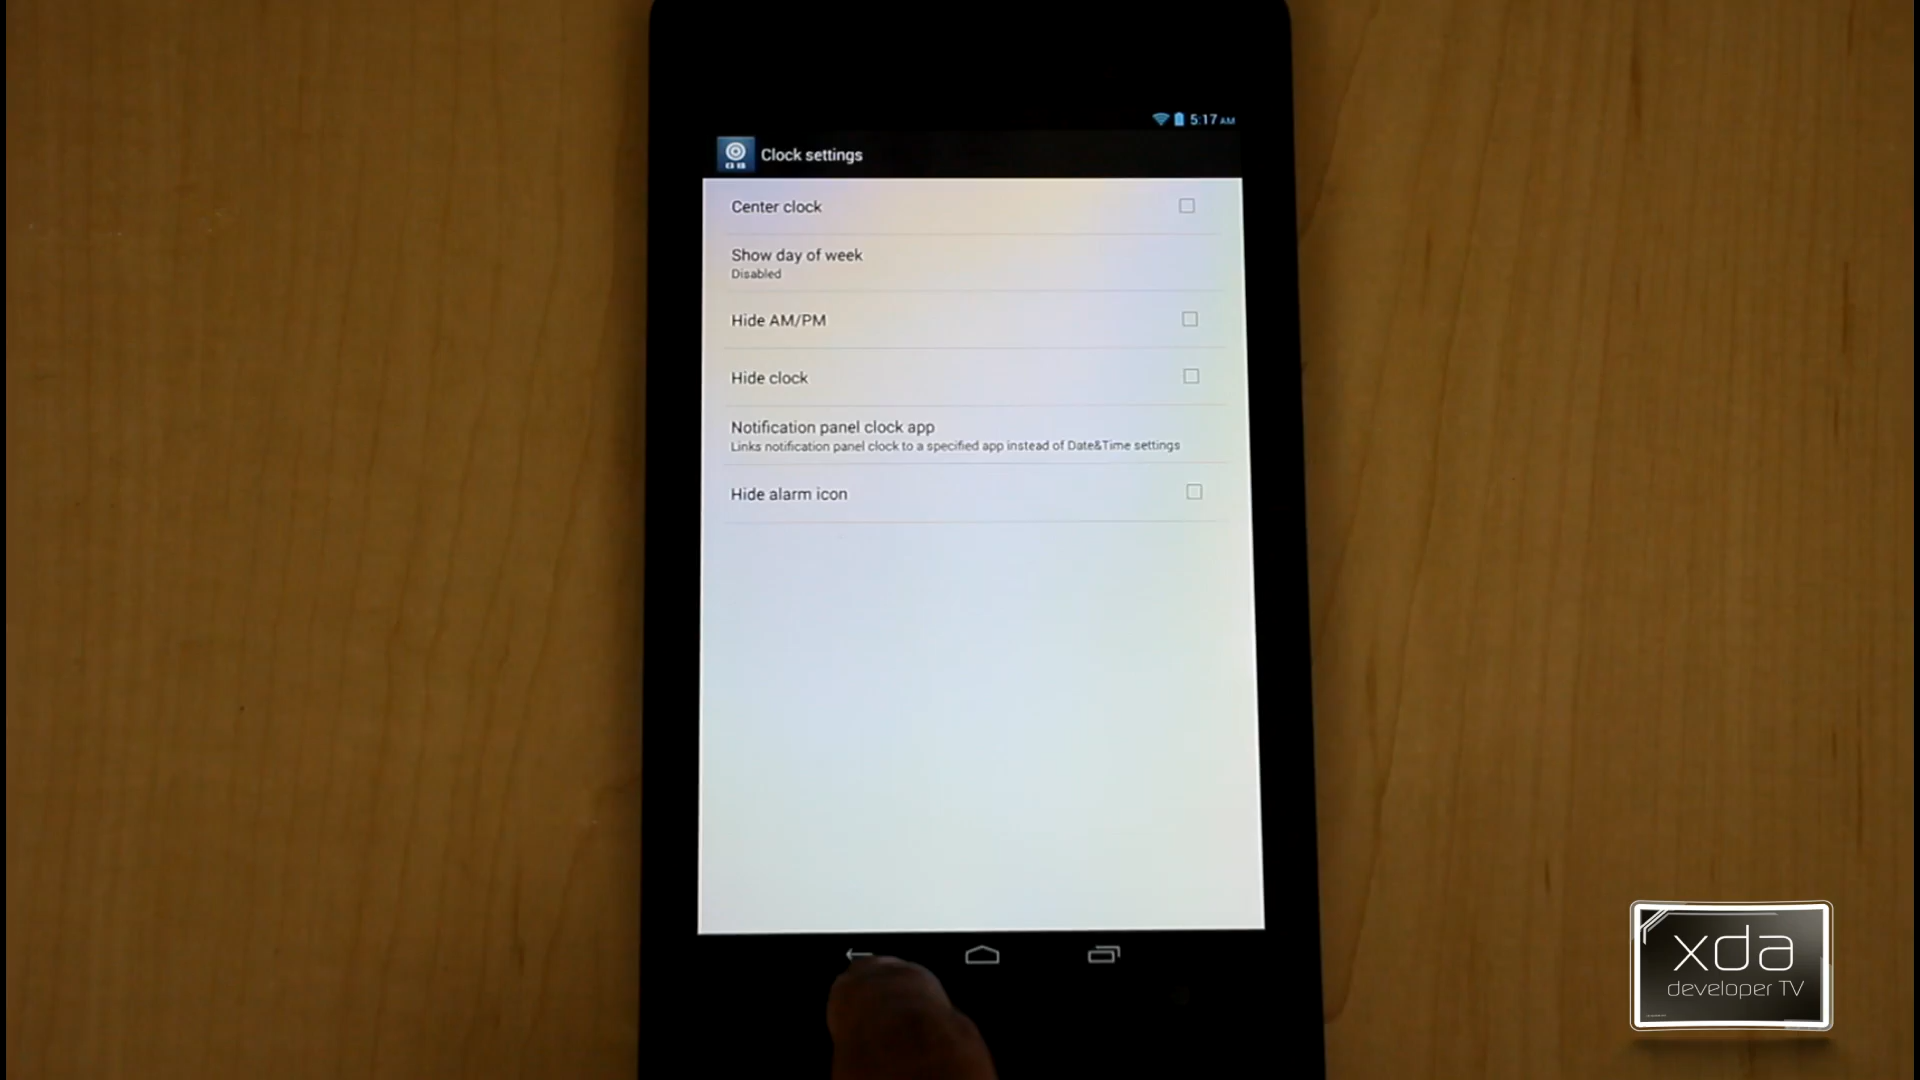 5:17 AM
Clock settings
Center clock
Show day of week
Disabled
Hide AM/PM
Hide clock
Notification panel clock app
Links notification panel clock to a specified app instead of Date&Time settings
Hide alarm icon
xda
developer TV